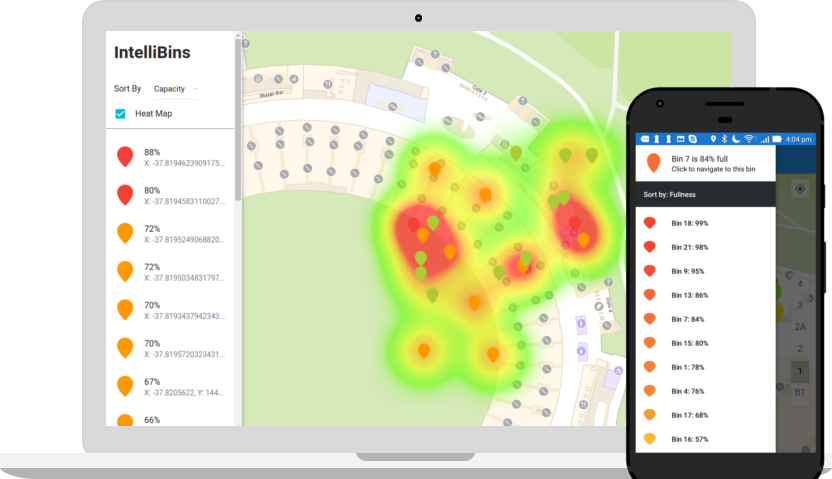 IntelliBins
Sort By Capacity
Heat Map
88%
X: -37.8194623909175...
80%
X: -37.8194583110027...
72%
X: -37.8195249068820...
72%
X: -37.8195034831797...
70%
X: -37.8193437942343...
70%
X: -37.8195720323431...
67%
X: -37.8205622, Y: 144...
66%
Gate 3
Gate 4
4:04 pm
Bin 7 is 84% full
Click to navigate to this bin
Sort by: Fullness
Bin 18: 99%
Bin 21: 98%
Bin 9: 95%
Bin 13: 86%
Bin 7: 84%
Bin 15: 80%
Bin 1: 78%
Bin 4: 76%
Bin 17: 68%
Bin 16: 57%
4
3
2A
2
1
B1